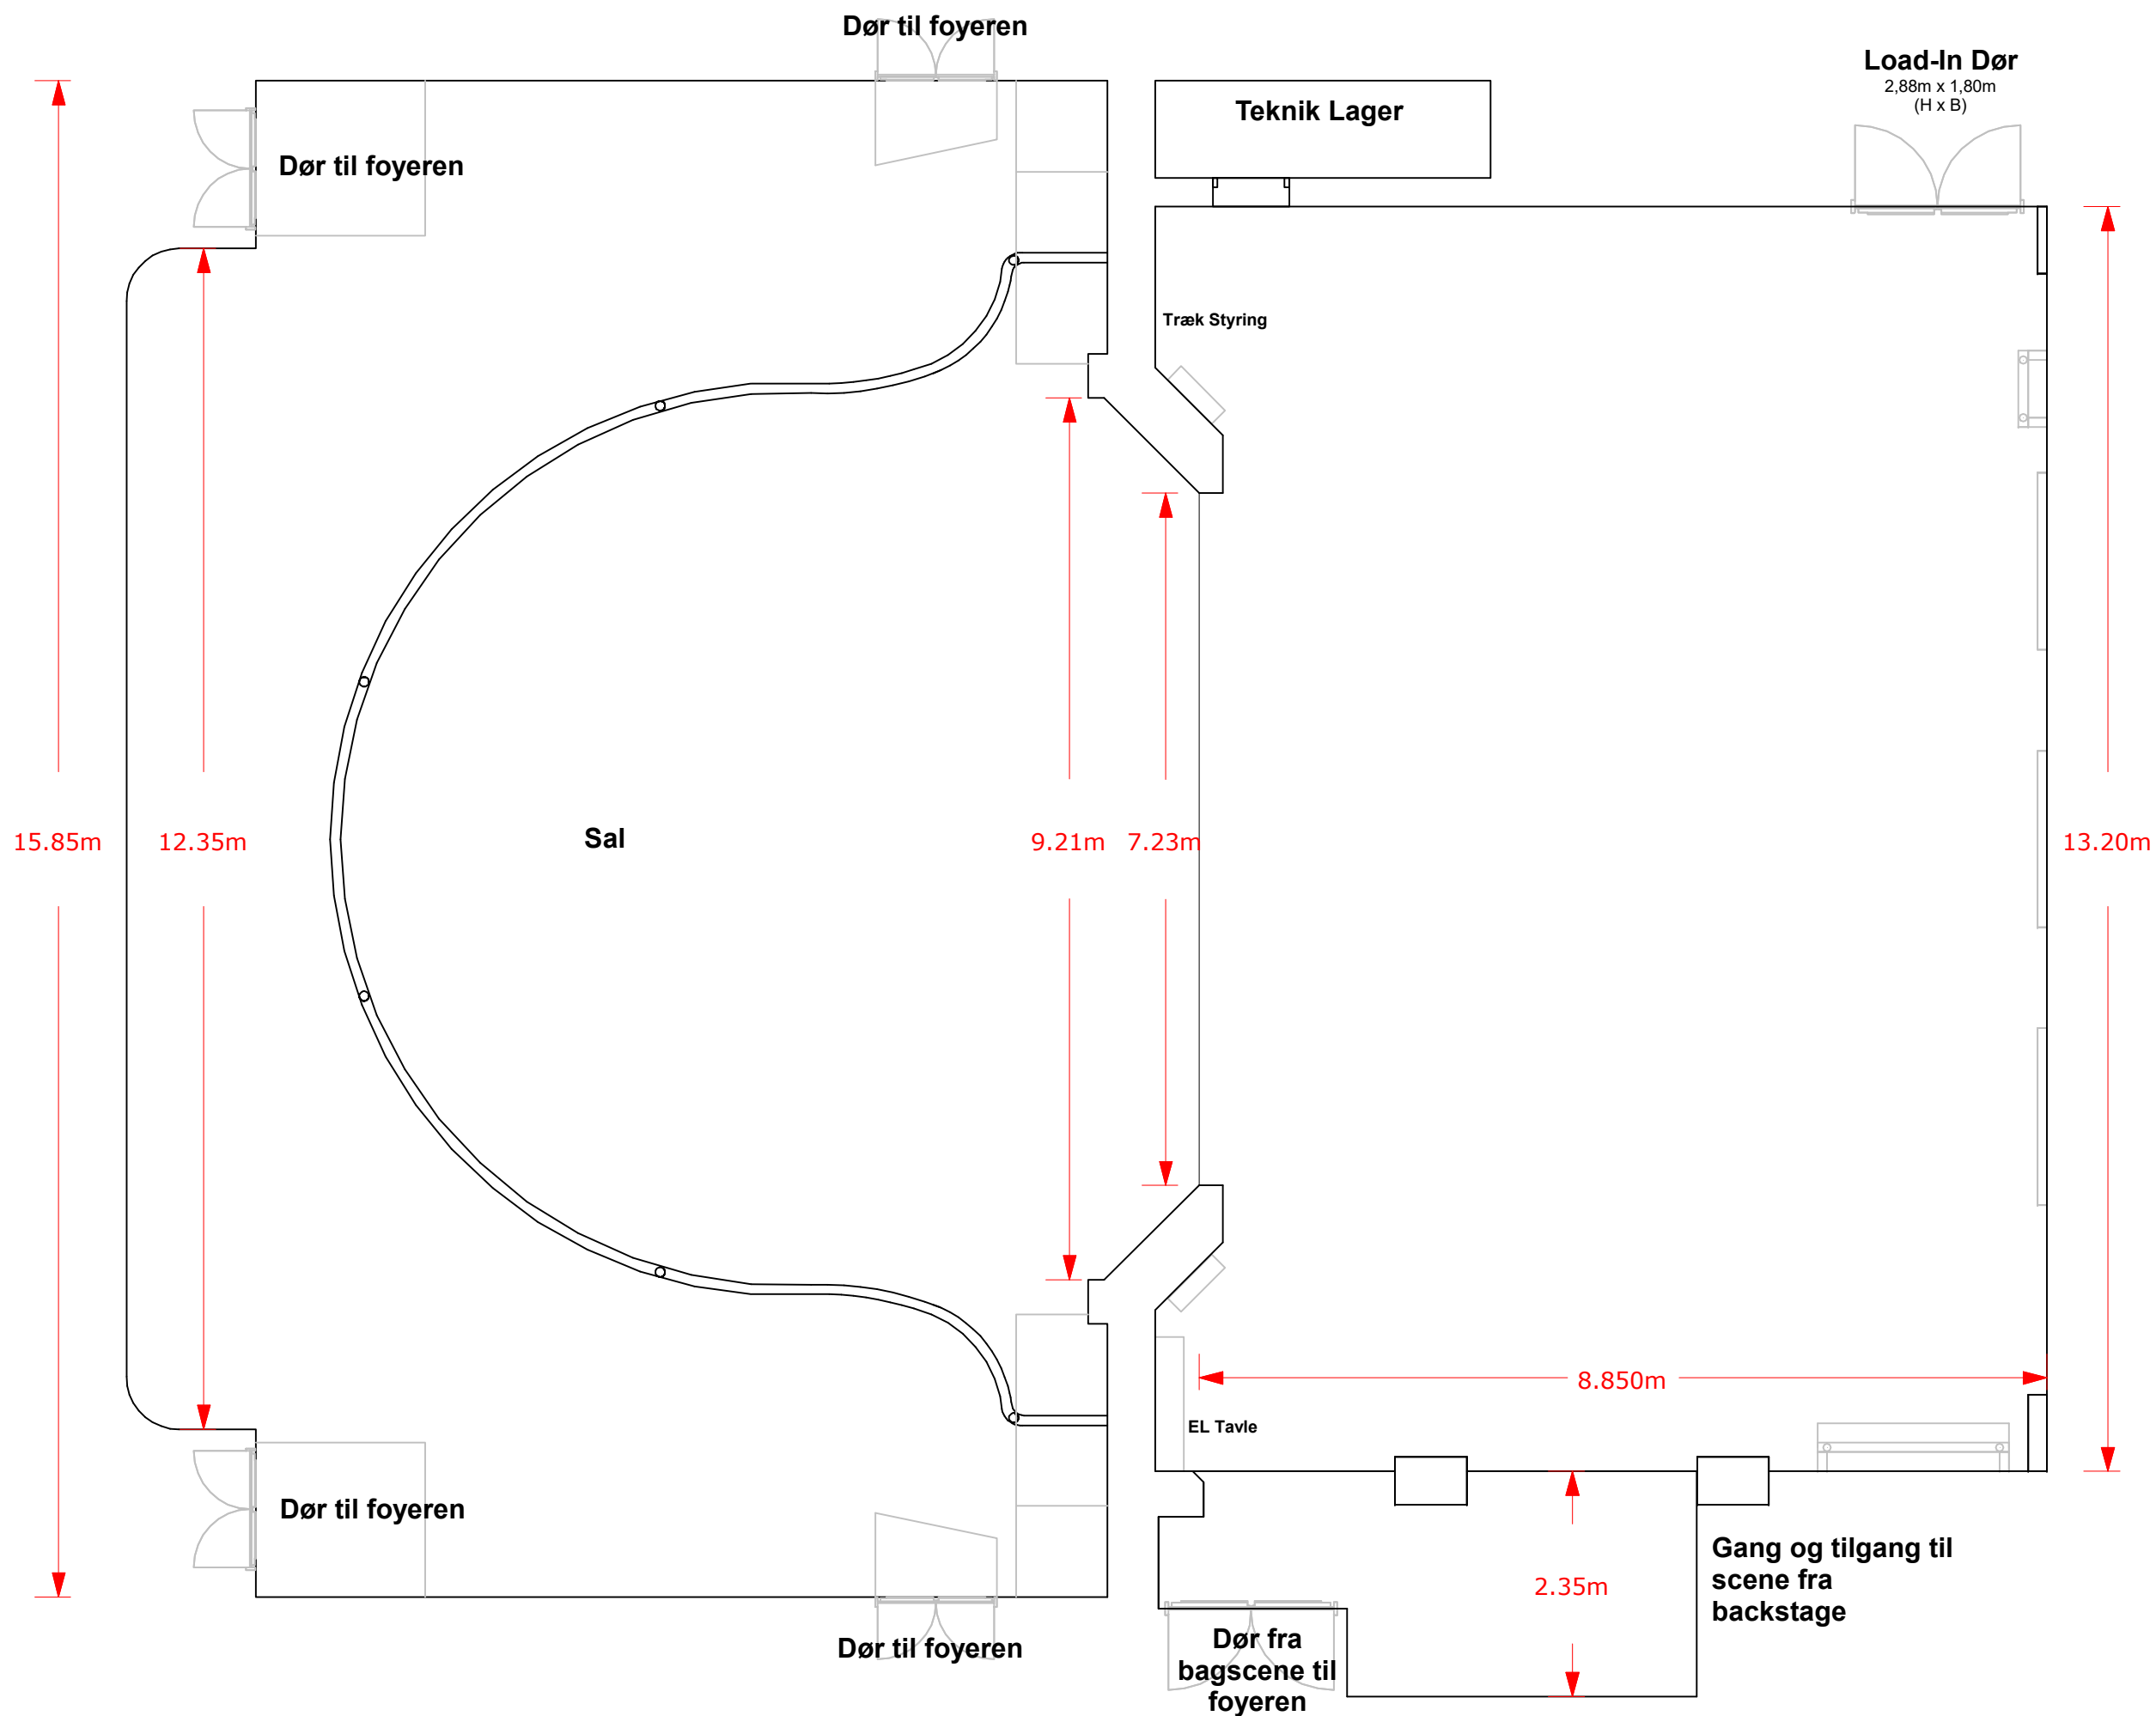 Dør til foyeren
Load-In Dør
2,88m x 1,80m
(H x B)
Teknik Lager
Dør til foyeren
Træk Styring
Sal
15.85m
12.35m
9.21m
7.23m
13.20m
8.850m
EL Tavle
Dør til foyeren
Gang og tilgang til
scene fra
backstage
2.35m
Dør til foyeren
Dør fra
bagscene til
foyeren